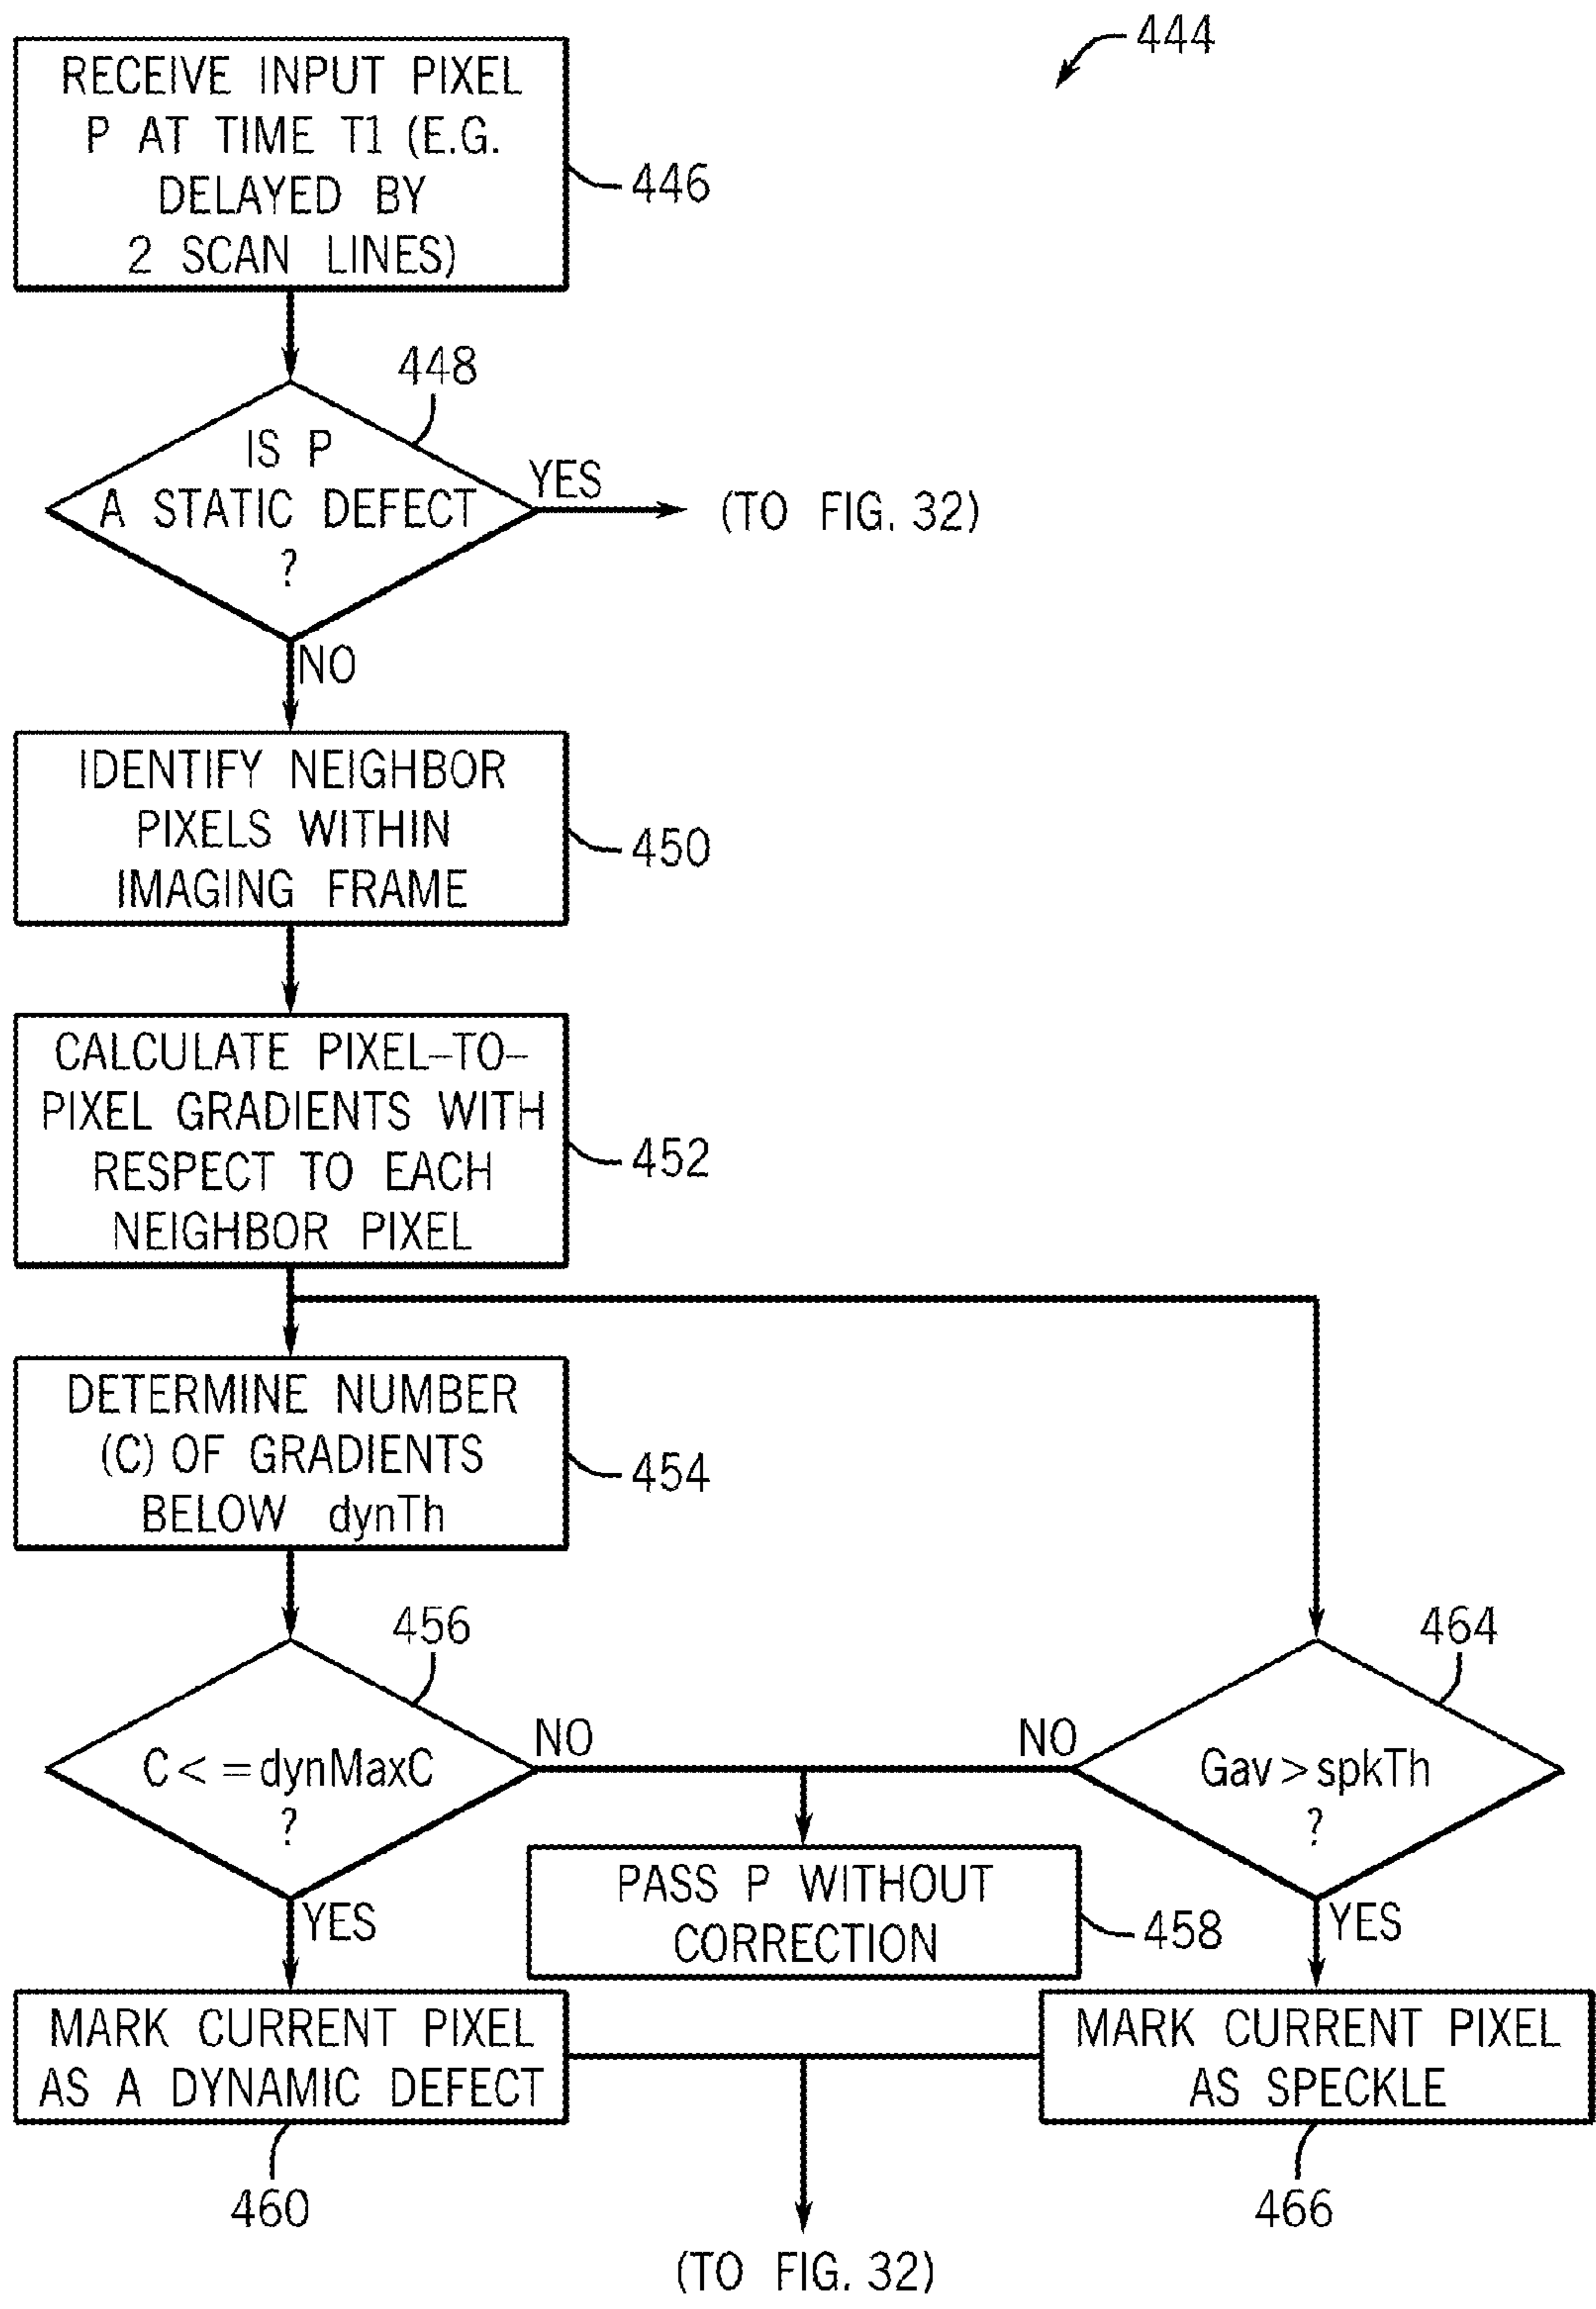 444
RECEIVE INPUT PIXEL
P AT TIME T1 (E.G.
DELAYED BY
2 SCAN LINES)
446
448
IS P
A STATIC DEFECT
?
YES
(TO FIG. 32)
NO
IDENTIFY NEIGHBOR
PIXELS WITHIN
IMAGING FRAME
450
CALCULATE PIXEL-TO-
PIXEL GRADIENTS WITH
RESPECT TO EACH
NEIGHBOR PIXEL
452
DETERMINE NUMBER
(C) OF GRADIENTS
BELOW dynTh
454
456
C < = dynMaxC
?
NO
464
NO
Gav > spkTh
?
PASS P WITHOUT
CORRECTION
458
YES
YES
MARK CURRENT PIXEL
AS A DYNAMIC DEFECT
460
MARK CURRENT PIXEL
AS SPECKLE
466
(TO FIG. 32)